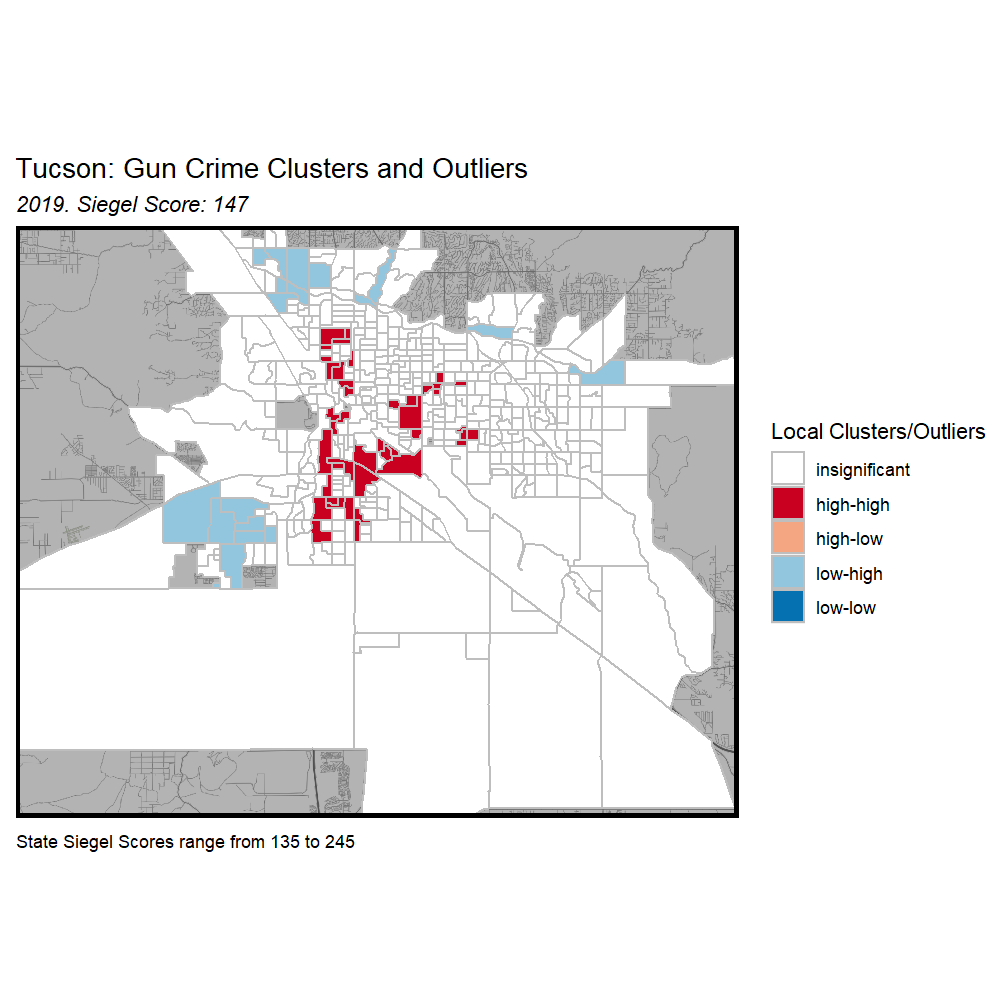 Tucson: Gun Crime Clusters and Outliers
2019. Siegel Score: 147
Local Clusters/Outliers
insignificant
high-high
high-low
low-high
low-low
State Siegel Scores range from 135 to 245